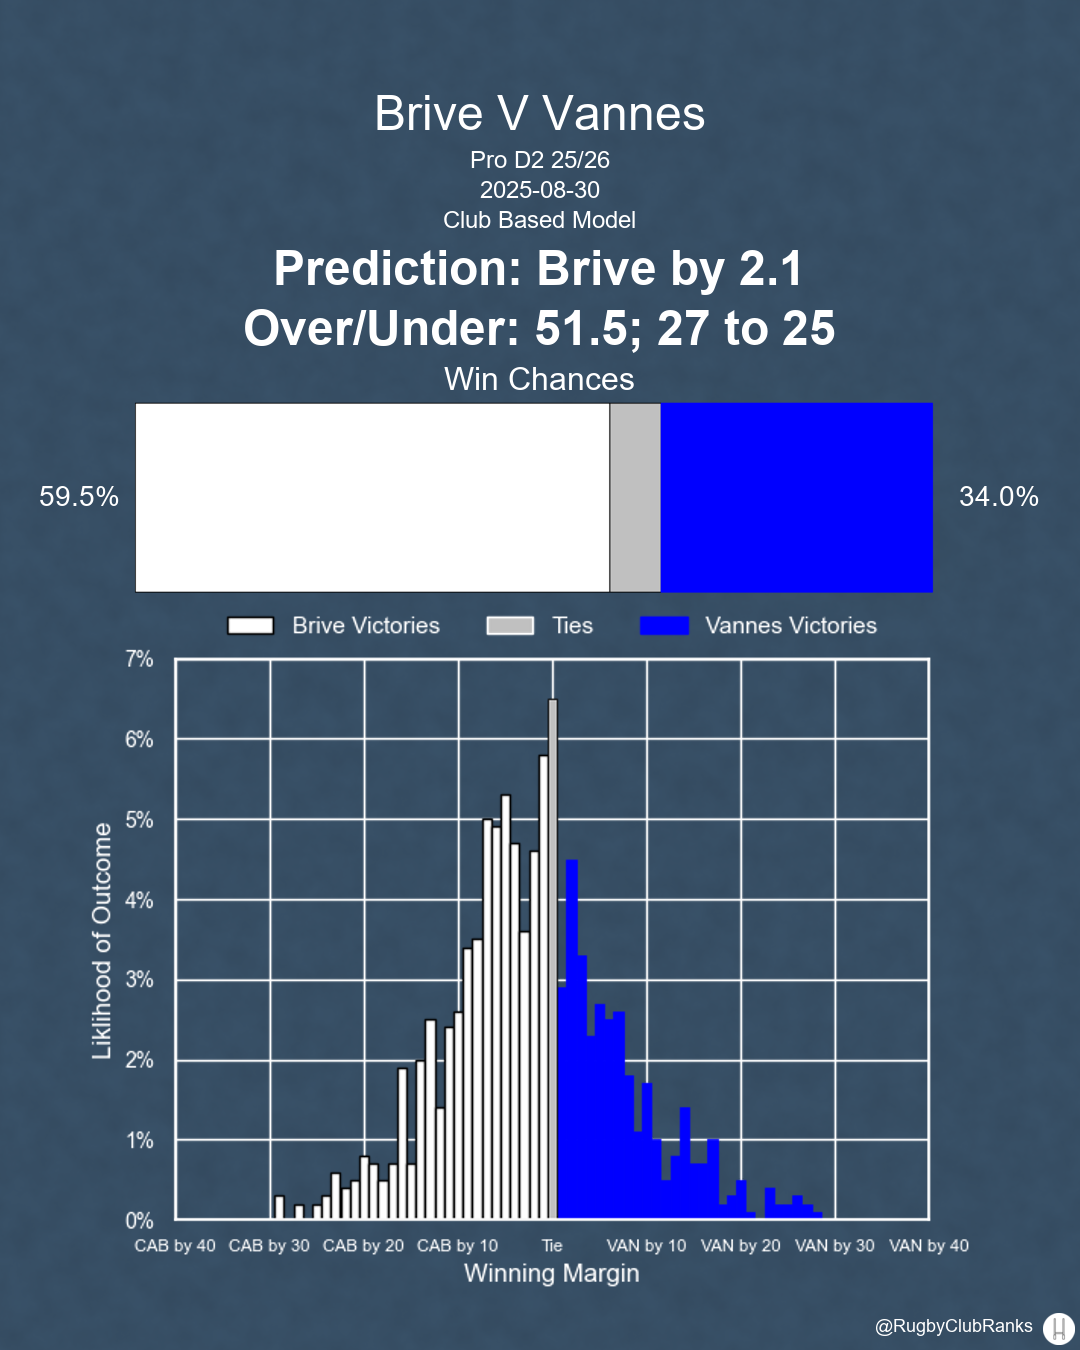 Brive V Vannes
Pro D2 25/26
2025-08-30
Club Based Model
Prediction: Brive by 2.1
Over/Under: 51.5; 27 to 25
Win Chances
59.5%
34.0%
Brive Victories Ties Vannes Victories
7%
6%
5%
4%
3%
2%
1%
0%
Liklihood of Outcome
CAB by 40 CAB by 30 CAB by 20 CAB by 10 Tie VAN by 10 VAN by 20 VAN by 30 VAN by 40
Winning Margin
@RugbyClubRanks